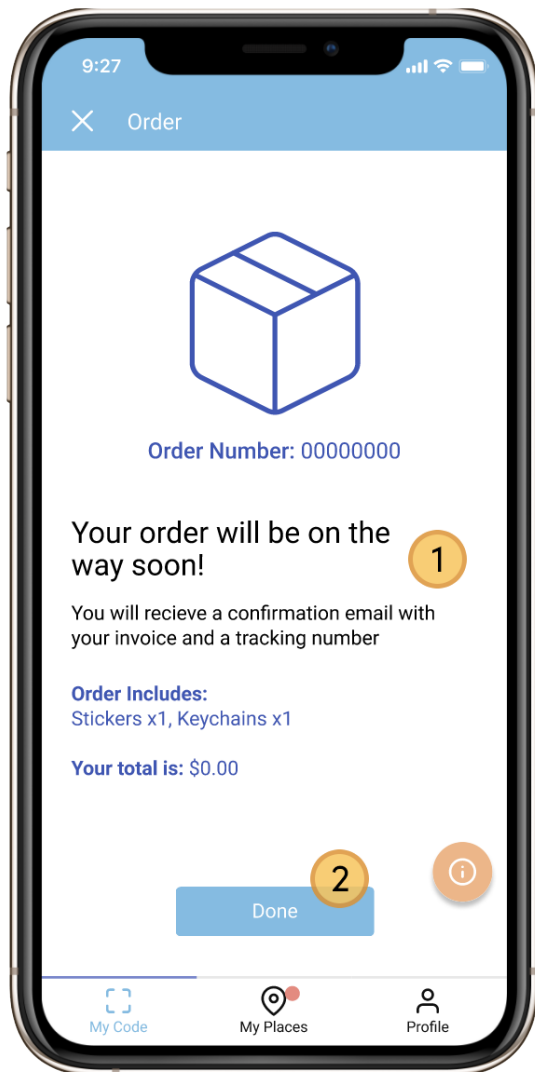 9:27
Order
Order Number: 00000000
Your order will be on the
way soon!
1
You will recieve a confirmation email with
your invoice and a tracking number
Order Includes:
Stickers x1, Keychains x1
Your total is: $0.00
2
Done
My Code
My Places
Profile